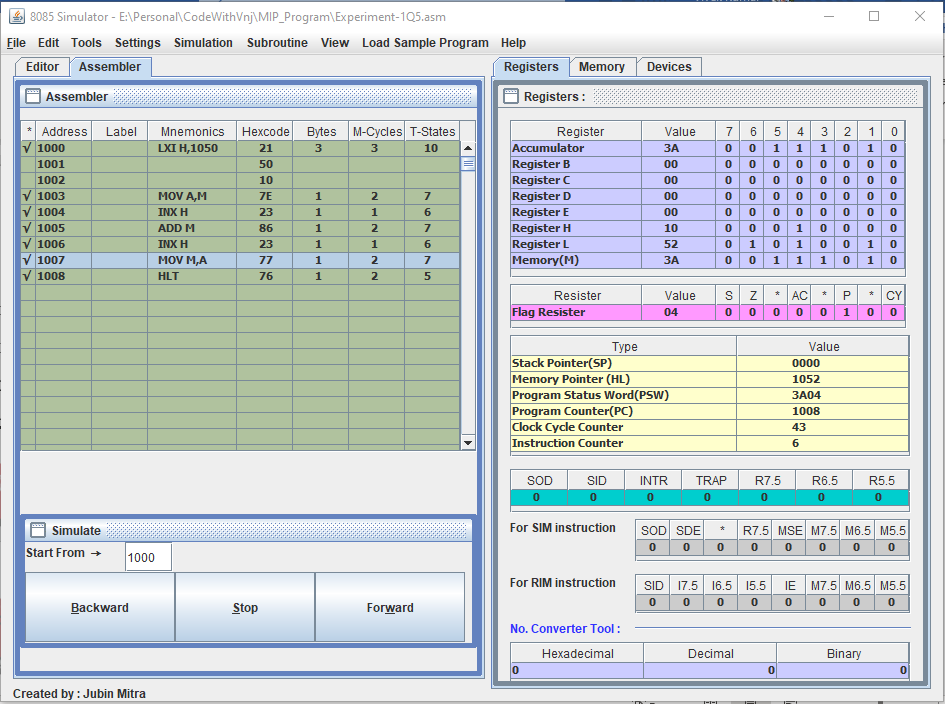 8085 Simulator - E:\Personal\CodeWithVnj\MIP_Program\Experiment-1Q5.asm
File Edit Tools Settings Simulation Subroutine View Load Sample Program Help
Editor Assembler
Assembler
* Address Label Mnemonics Hexcode Bytes M-Cycles T-States
√ 1000 LXI H,1050 21 3 3 10
1001 50
1002 10
√ 1003 MOV A,M 7E 1 2 7
√ 1004 INX H 23 1 1 6
√ 1005 ADD M 86 1 2 7
√ 1006 INX H 23 1 1 6
√ 1007 MOV M,A 77 1 2 7
√ 1008 HLT 76 1 2 5
Simulate
Start From → 1000
Backward Stop Forward
Created by : Jubin Mitra
Registers Memory Devices
Registers :
Register Value 7 6 5 4 3 2 1 0
Accumulator 3A 0 0 1 1 1 0 1 0
Register B 00 0 0 0 0 0 0 0 0
Register C 00 0 0 0 0 0 0 0 0
Register D 00 0 0 0 0 0 0 0 0
Register E 00 0 0 0 0 0 0 0 0
Register H 10 0 0 0 1 0 0 0 0
Register L 52 0 1 0 1 0 0 1 0
Memory(M) 3A 0 0 1 1 1 0 1 0
Resister Value S Z * AC * P * CY
Flag Resister 04 0 0 0 0 0 1 0 0
Type Value
Stack Pointer(SP) 0000
Memory Pointer (HL) 1052
Program Status Word(PSW) 3A04
Program Counter(PC) 1008
Clock Cycle Counter 43
Instruction Counter 6
SOD SID INTR TRAP R7.5 R6.5 R5.5
0 0 0 0 0 0 0
For SIM instruction
SOD SDE * R7.5 MSE M7.5 M6.5 M5.5
0 0 0 0 0 0 0 0
For RIM instruction
SID I7.5 I6.5 I5.5 IE M7.5 M6.5 M5.5
0 0 0 0 0 0 0 0
No. Converter Tool :
Hexadecimal Decimal Binary
0 0 0